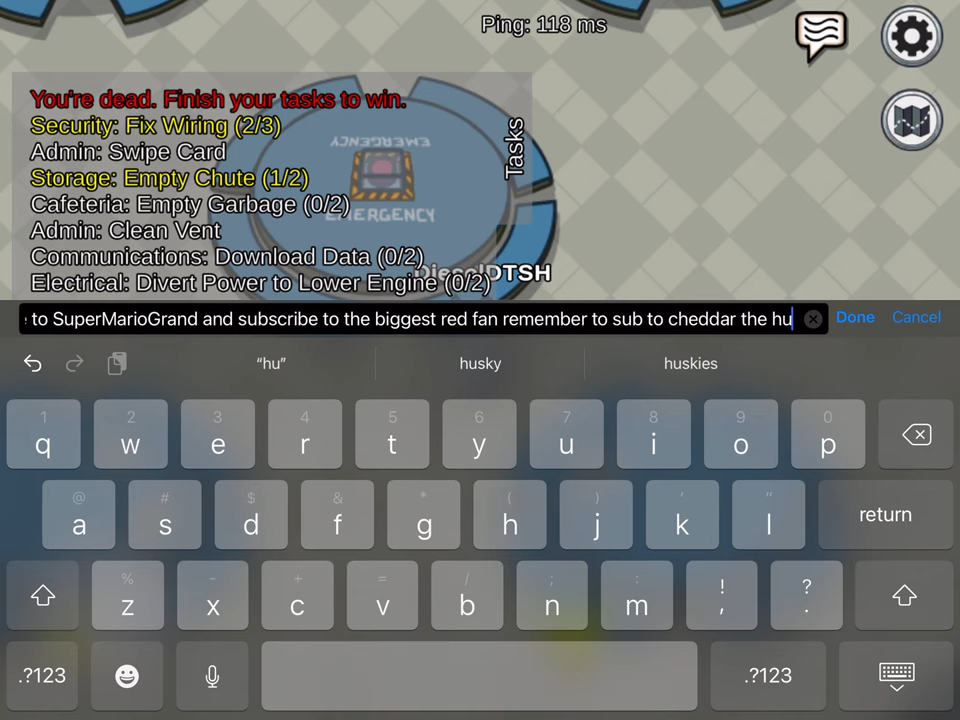 Ping: 118 ms
You're dead. Finish your tasks to win.
Security: Fix Wiring (2/3)
Admin: Swipe Card
Storage: Empty Chute (1/2)
Cafeteria: Empty Garbage (0/2)
Admin: Clean Vent
Communications: Download Data (0/2)
Electrical: Divert Power to Lower Engine (0/2)
Tasks
EMERGENCY
EMERGENCY
DieselDTSH
to SuperMarioGrand and subscribe to the biggest red fan remember to sub to cheddar the hu
Done Cancel
“hu” husky huskies
1 2 3 4 5 6 7 8 9 0
q w e r t y u i o p
@ # $ & * ( ) ' "
a s d f g h j k l return
% - + = / ; : ! ?
z x c v b n m , .
.?123 .?123